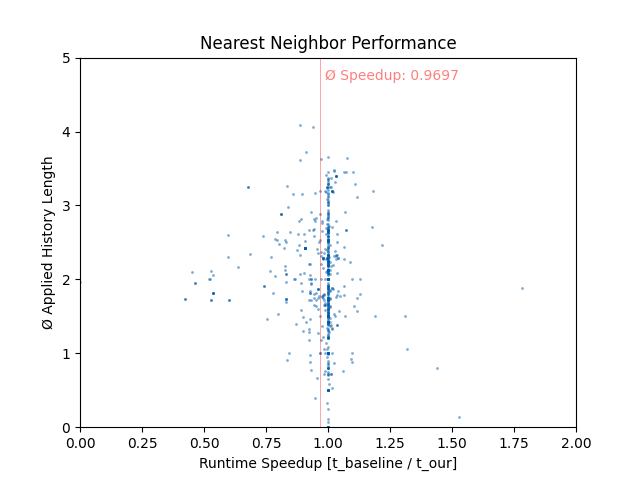 Nearest Neighbor Performance
Ø Speedup: 0.9697
Ø Applied History Length
5
4
3
2
1
0
0.00 0.25 0.50 0.75 1.00 1.25 1.50 1.75 2.00
Runtime Speedup [t_baseline / t_our]